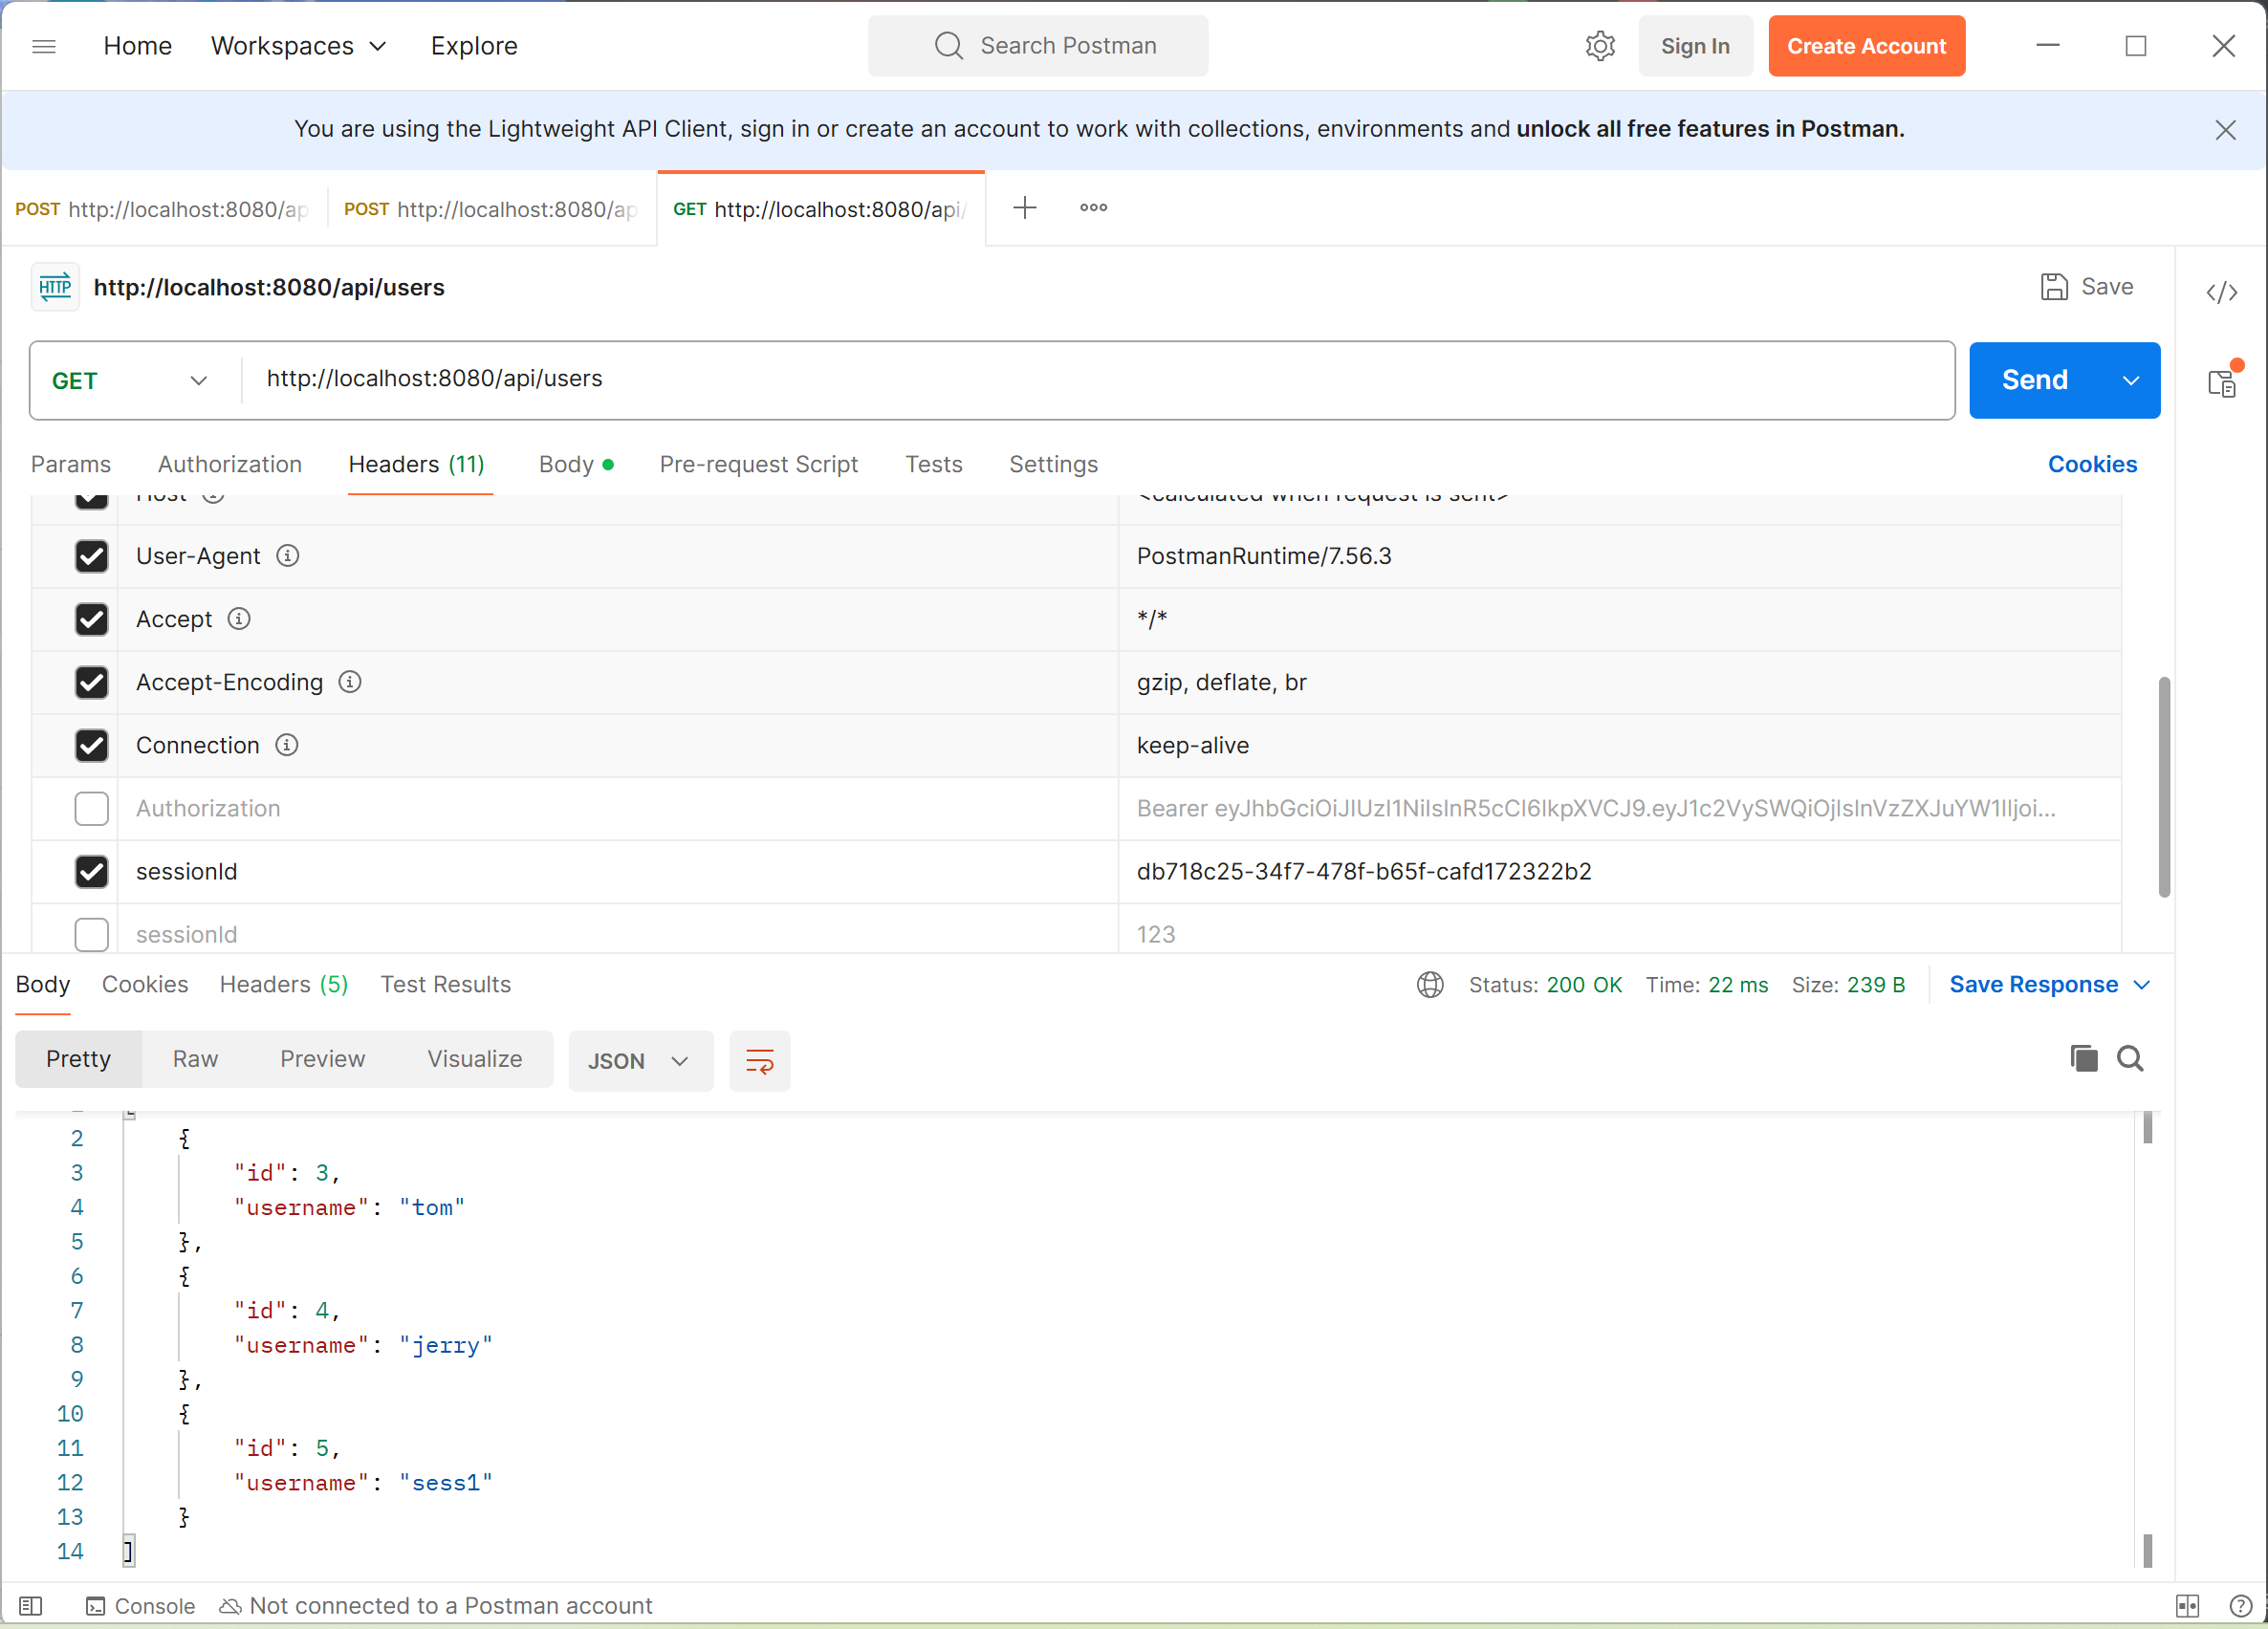 Home Workspaces Explore Search Postman Sign In Create Account
You are using the Lightweight API Client, sign in or create an account to work with collections, environments and unlock all free features in Postman.
POST http://localhost:8080/ap POST http://localhost:8080/ap GET http://localhost:8080/api/
HTTP http://localhost:8080/api/users Save
GET http://localhost:8080/api/users Send
Params Authorization Headers (11) Body Pre-request Script Tests Settings Cookies
Host <calculated when request is sent>
User-Agent PostmanRuntime/7.56.3
Accept */*
Accept-Encoding gzip, deflate, br
Connection keep-alive
Authorization Bearer eyJhbGciOiJIUzI1NiIsInR5cCI6IkpXVCJ9.eyJ1c2VySWQiOjIsInVzZXJuYW1lIjoi...
sessionId db718c25-34f7-478f-b65f-cafd172322b2
sessionId 123
Body Cookies Headers (5) Test Results Status: 200 OK Time: 22 ms Size: 239 B Save Response
Pretty Raw Preview Visualize JSON
2 {
3 "id": 3,
4 "username": "tom"
5 },
6 {
7 "id": 4,
8 "username": "jerry"
9 },
10 {
11 "id": 5,
12 "username": "sess1"
13 }
14 ]
Console Not connected to a Postman account